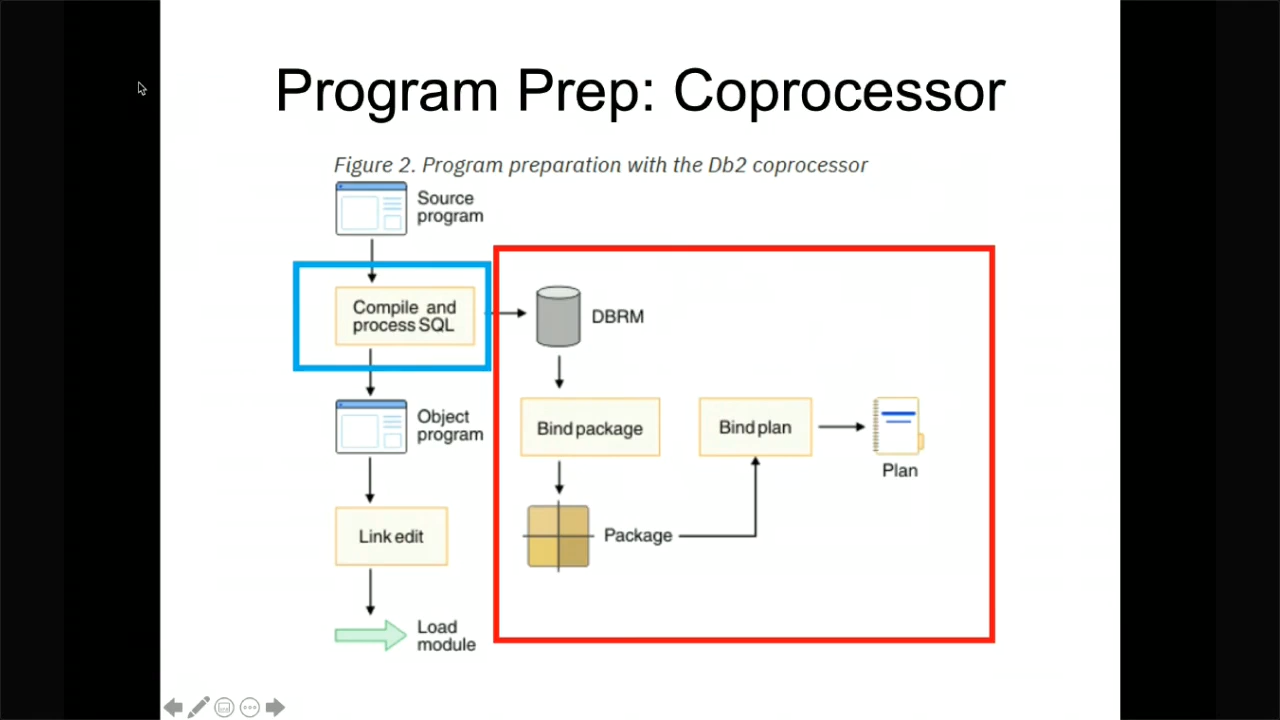 Program Prep: Coprocessor
Figure 2. Program preparation with the Db2 coprocessor
Source
program
Compile and
process SQL
DBRM
Object
program
Bind package
Bind plan
Plan
Link edit
Package
Load
module